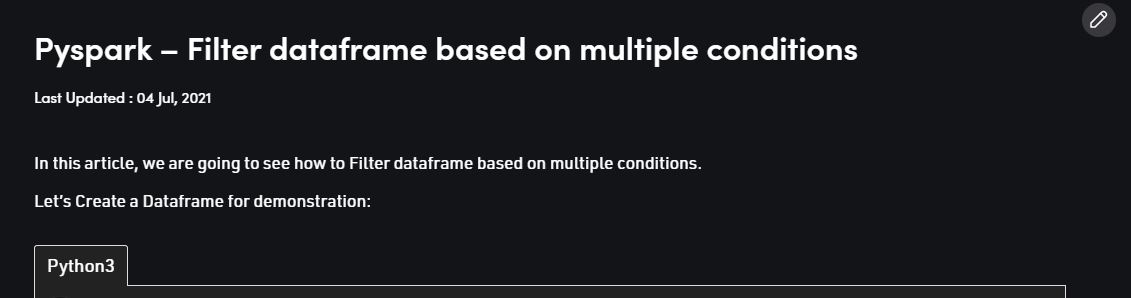 Pyspark – Filter dataframe based on multiple conditions
Last Updated : 04 Jul, 2021
In this article, we are going to see how to Filter dataframe based on multiple conditions.
Let’s Create a Dataframe for demonstration:
Python3